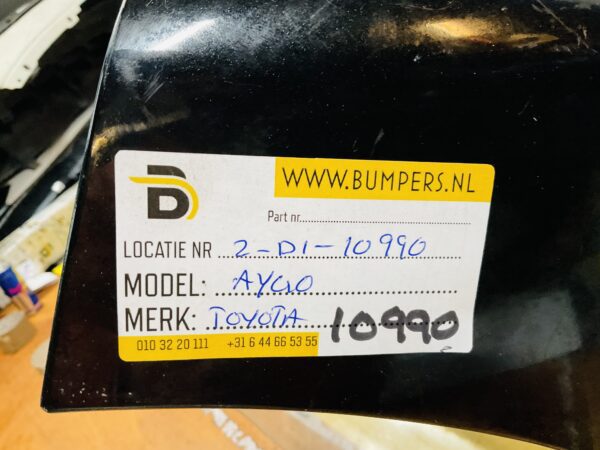 WWW.BUMPERS.NL
Part nr.
LOCATIE NR 2-D1-10990
MODEL: AYGO
MERK: TOYOTA 10990
010 32 20 111 +31 6 44 66 53 55